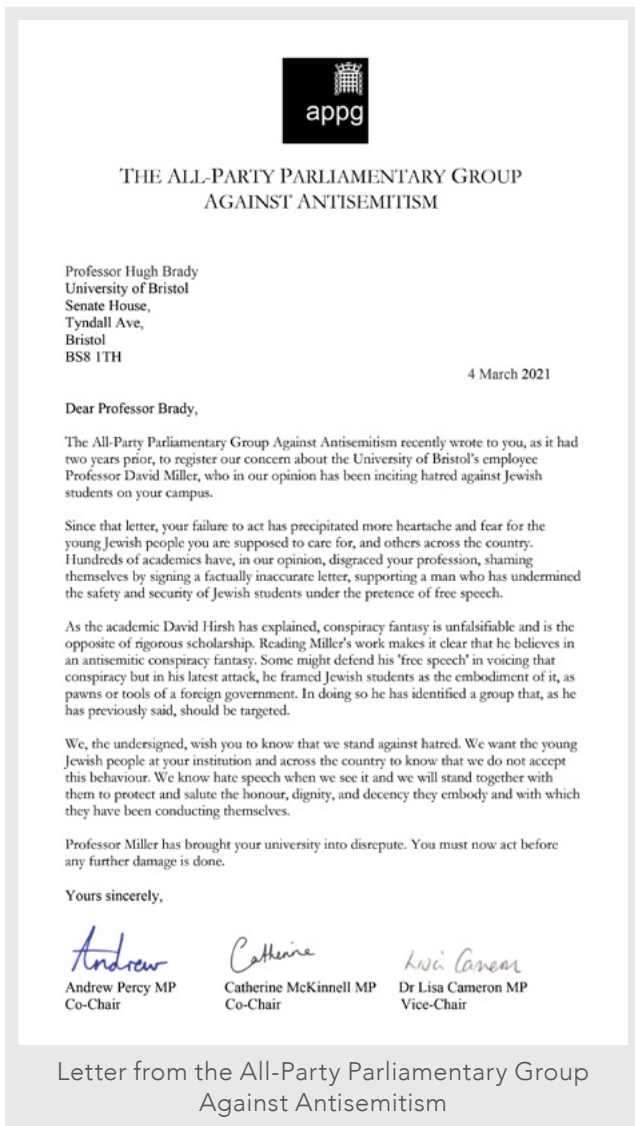 appg
THE ALL-PARTY PARLIAMENTARY GROUP
AGAINST ANTISEMITISM
Professor Hugh Brady
University of Bristol
Senate House,
Tyndall Ave,
Bristol
BS8 1TH
4 March 2021
Dear Professor Brady,
The All-Party Parliamentary Group Against Antisemitism recently wrote to you, as it had
two years prior, to register our concern about the University of Bristol's employee
Professor David Miller, who in our opinion has been inciting hatred against Jewish
students on your campus.
Since that letter, your failure to act has precipitated more heartache and fear for the
young Jewish people you are supposed to care for, and others across the country.
Hundreds of academics have, in our opinion, disgraced your profession, shaming
themselves by signing a factually inaccurate letter, supporting a man who has undermined
the safety and security of Jewish students under the pretence of free speech.
As the academic David Hirsh has explained, conspiracy fantasy is unfalsifiable and is the
opposite of rigorous scholarship. Reading Miller's work makes it clear that he believes in
an antisemitic conspiracy fantasy. Some might defend his 'free speech' in voicing that
conspiracy but in his latest attack, he framed Jewish students as the embodiment of it, as
pawns or tools of a foreign government. In doing so he has identified a group that, as he
has previously said, should be targeted.
We, the undersigned, wish you to know that we stand against hatred. We want the young
Jewish people at your institution and across the country to know that we do not accept
this behaviour. We know hate speech when we see it and we will stand together with
them to protect and salute the honour, dignity, and decency they embody and with which
they have been conducting themselves.
Professor Miller has brought your university into disrepute. You must now act before
any further damage is done.
Yours sincerely,
Andrew Catherine Lisa Cameron
Andrew Percy MP Catherine McKinnell MP Dr Lisa Cameron MP
Co-Chair Co-Chair Vice-Chair
Letter from the All-Party Parliamentary Group
Against Antisemitism